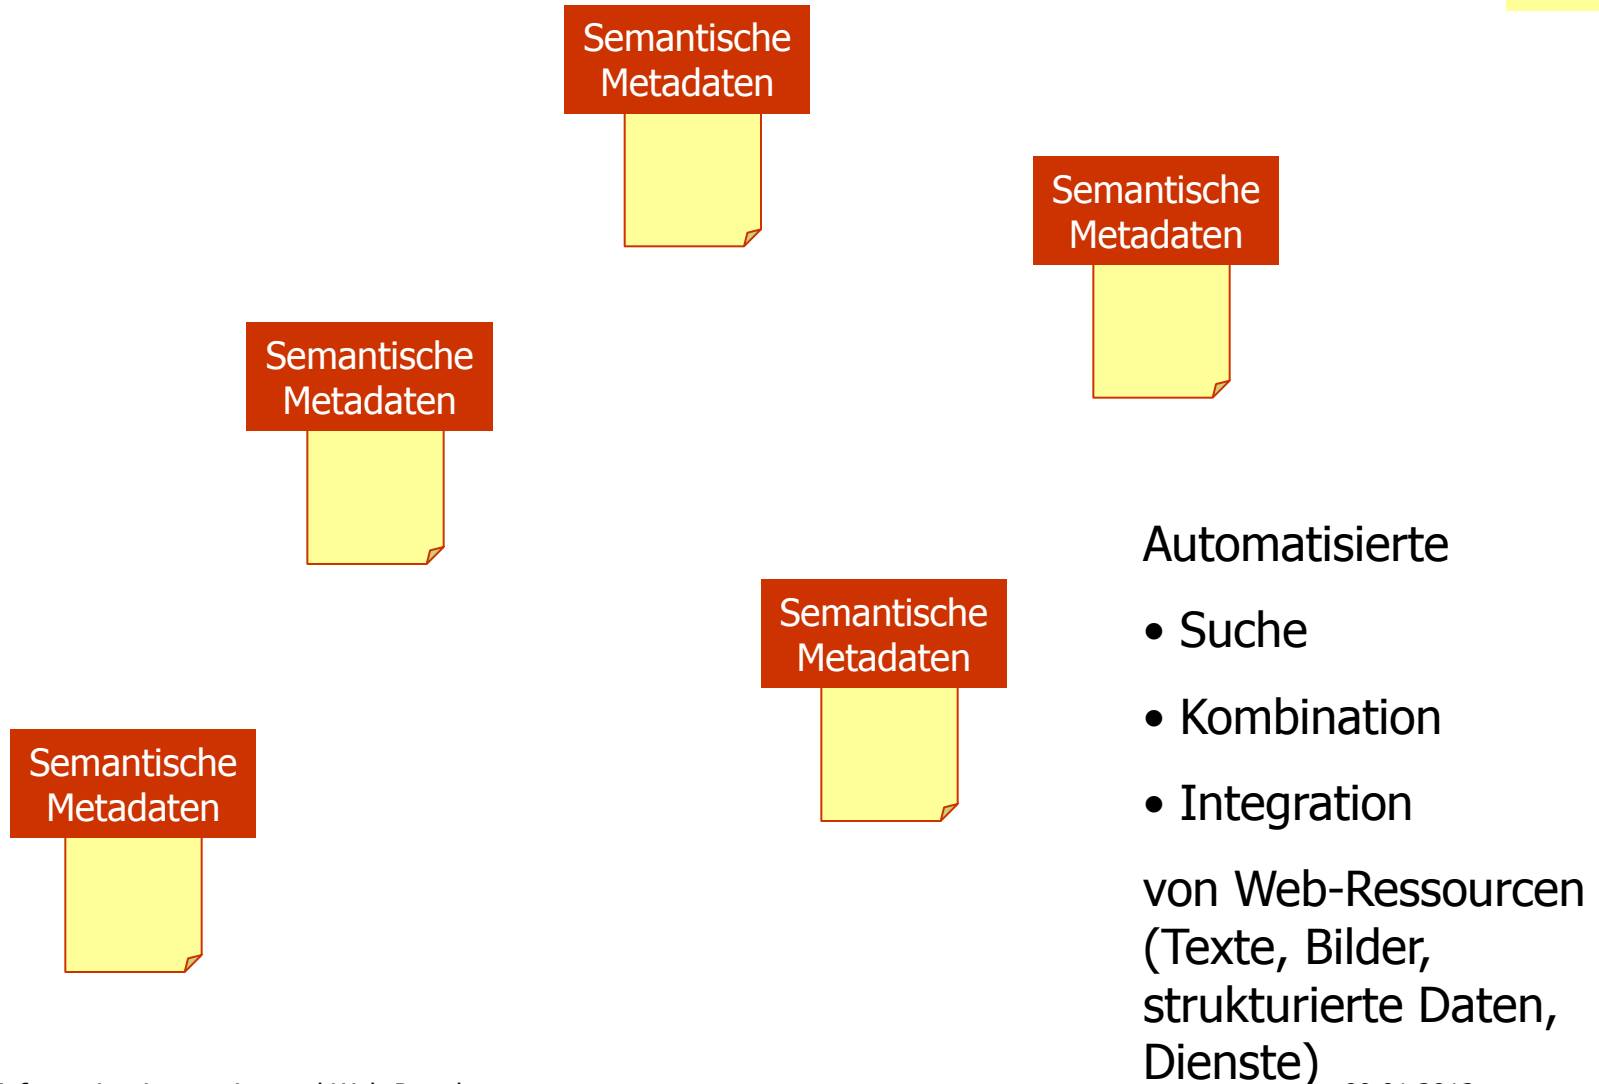 Semantische
Metadaten
Semantische
Metadaten
Semantische
Metadaten
Semantische
Metadaten
Semantische
Metadaten
Automatisierte
• Suche
• Kombination
• Integration
von Web-Ressourcen
(Texte, Bilder,
strukturierte Daten,
Dienste)